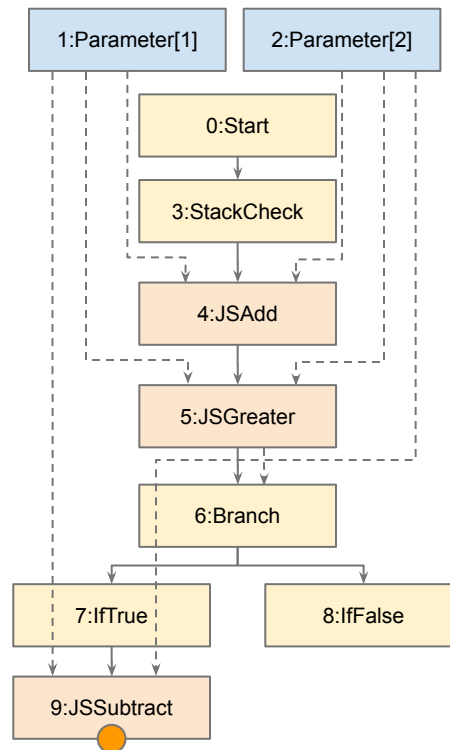 1:Parameter[1]
2:Parameter[2]
0:Start
3:StackCheck
4:JSAdd
5:JSGreater
6:Branch
7:IfTrue
8:IfFalse
9:JSSubtract